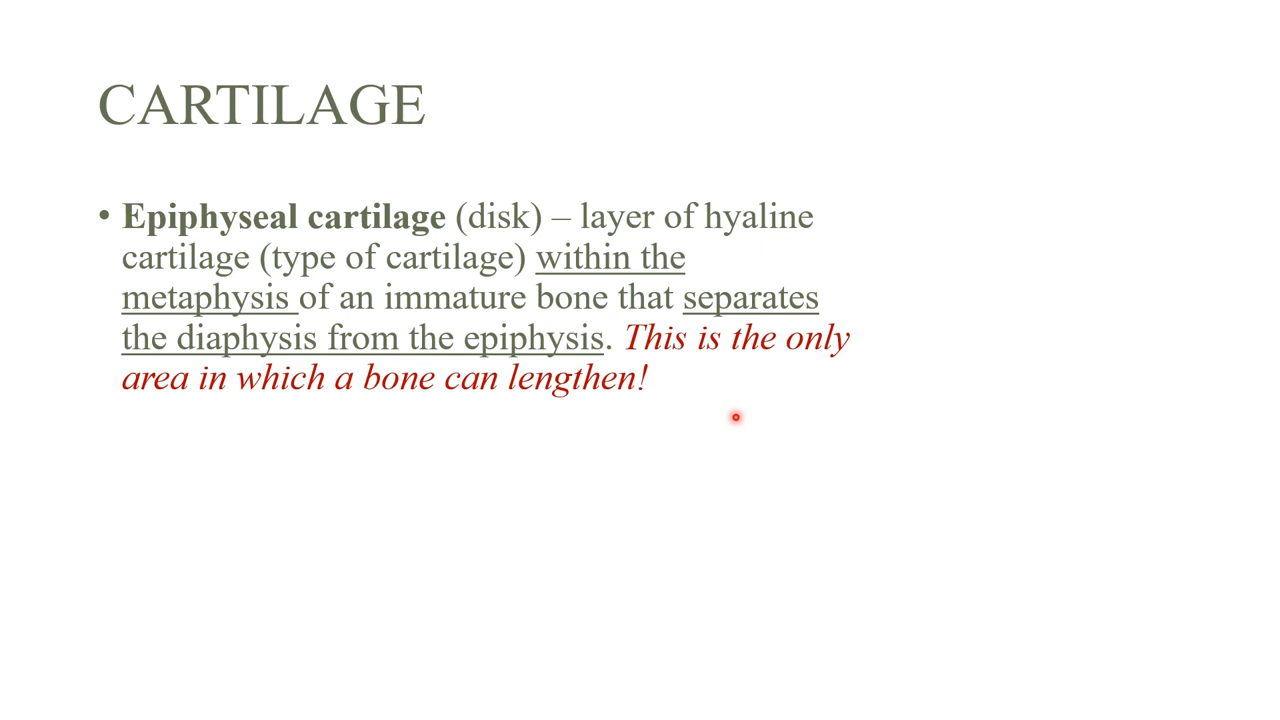 CARTILAGE
• Epiphyseal cartilage (disk) – layer of hyaline
cartilage (type of cartilage) within the
metaphysis of an immature bone that separates
the diaphysis from the epiphysis. This is the only
area in which a bone can lengthen!